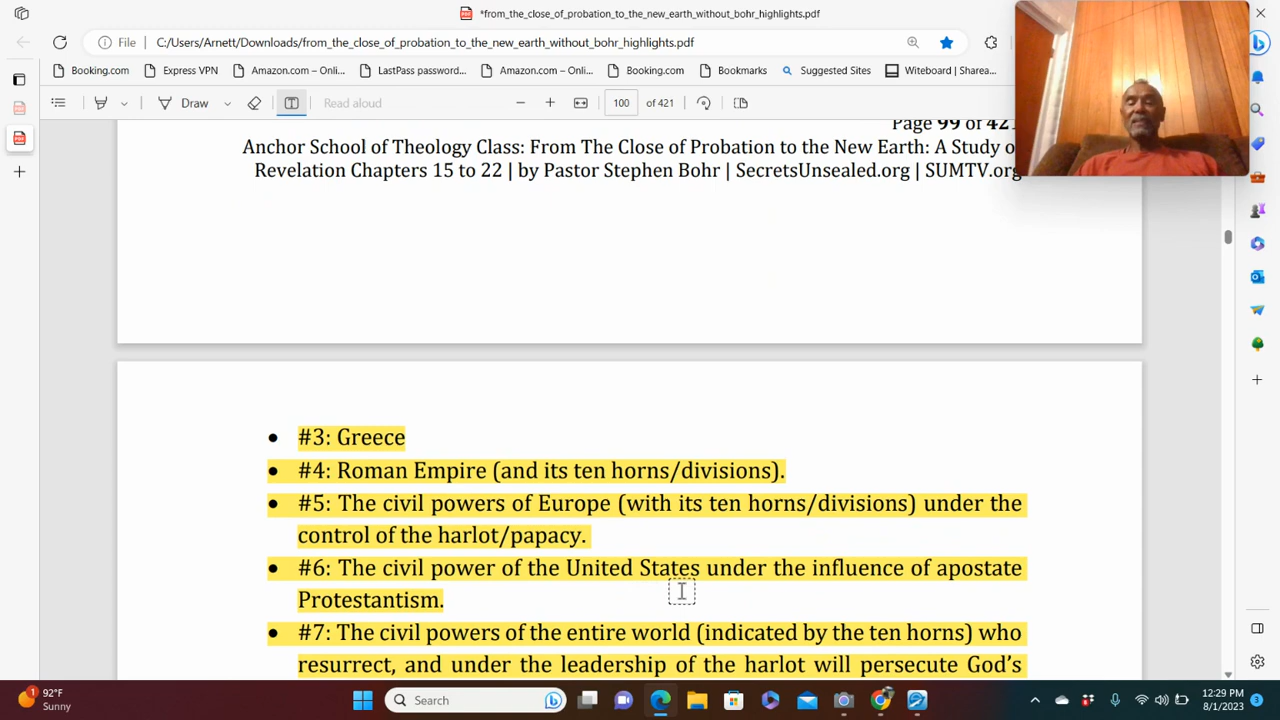 *from_the_close_of_probation_to_the_new_earth_without_bohr_highlights.pdf
File
C:/Users/Arnett/Downloads/from_the_close_of_probation_to_the_new_earth_without_bohr_highlights.pdf
Booking.com
Express VPN
Amazon.com – Onli...
LastPass password...
Amazon.com – Onli...
Booking.com
Bookmarks
Suggested Sites
Witeboard | Sharea...
Draw
Read aloud
100 of 421
Page 99 of 421
Anchor School of Theology Class: From The Close of Probation to the New Earth: A Study o
Revelation Chapters 15 to 22 | by Pastor Stephen Bohr | SecretsUnsealed.org | SUMTV.org
• #3: Greece
• #4: Roman Empire (and its ten horns/divisions).
• #5: The civil powers of Europe (with its ten horns/divisions) under the
control of the harlot/papacy.
• #6: The civil power of the United States under the influence of apostate
Protestantism.
• #7: The civil powers of the entire world (indicated by the ten horns) who
resurrect, and under the leadership of the harlot will persecute God's
1
92°F
Sunny
Search
12:29 PM
8/1/2023
3